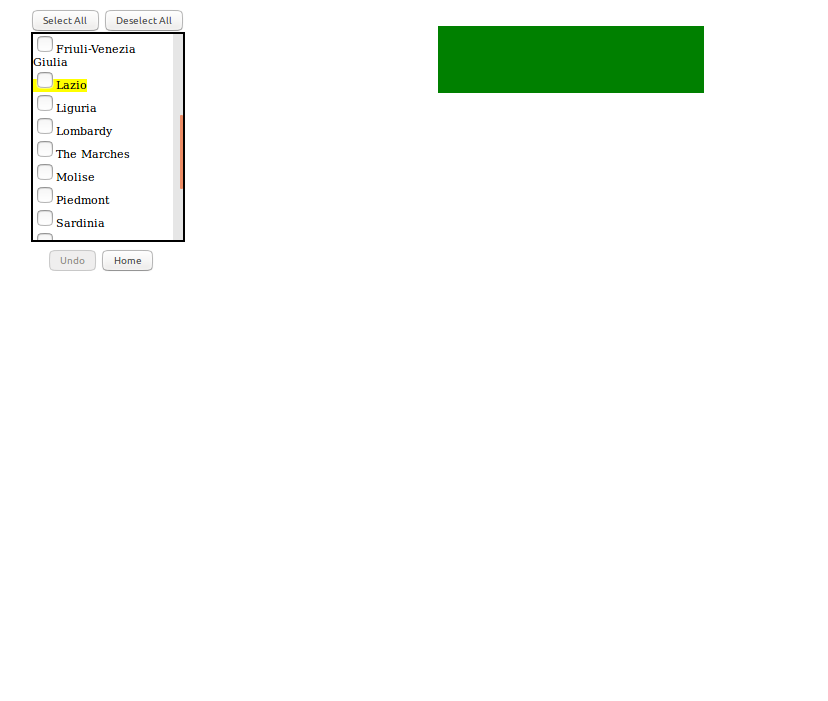 Select All Deselect All
Friuli-Venezia
Giulia
Lazio
Liguria
Lombardy
The Marches
Molise
Piedmont
Sardinia
Undo Home